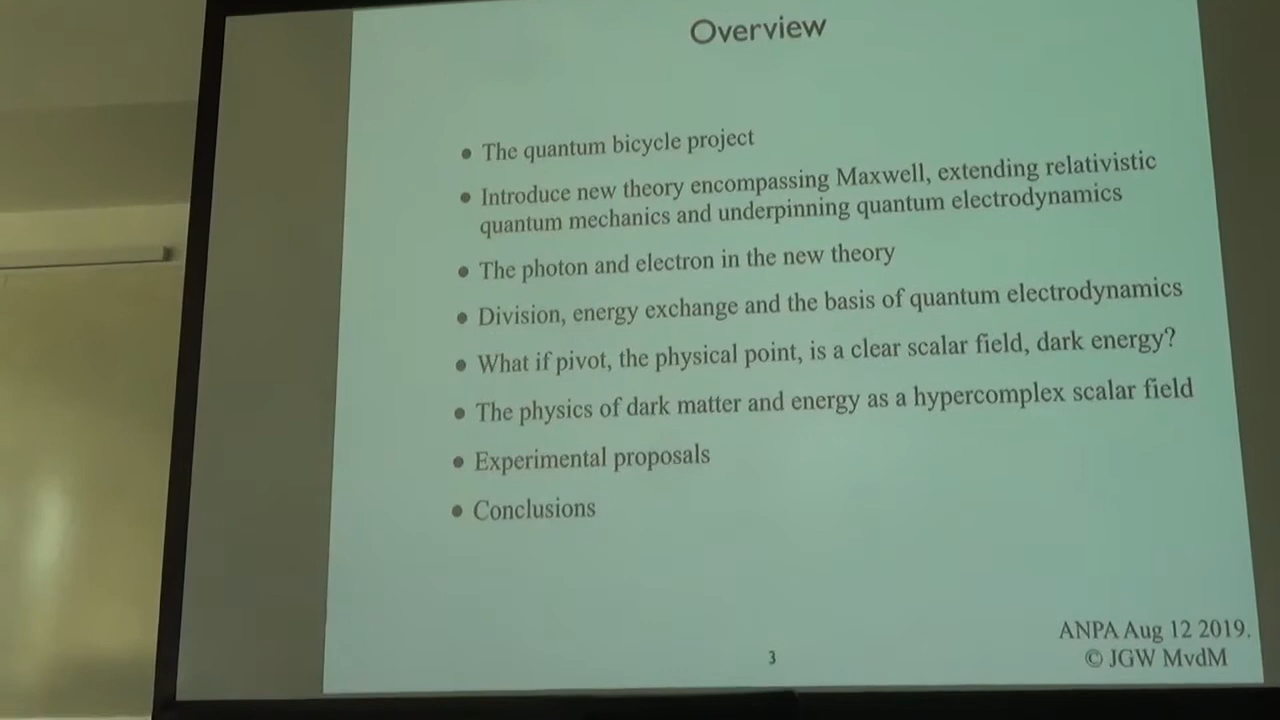 Overview
• The quantum bicycle project
• Introduce new theory encompassing Maxwell, extending relativistic
quantum mechanics and underpinning quantum electrodynamics
• The photon and electron in the new theory
• Division, energy exchange and the basis of quantum electrodynamics
• What if pivot, the physical point, is a clear scalar field, dark energy?
• The physics of dark matter and energy as a hypercomplex scalar field
• Experimental proposals
• Conclusions
3
ANPA Aug 12 2019.
© JGW MvdM